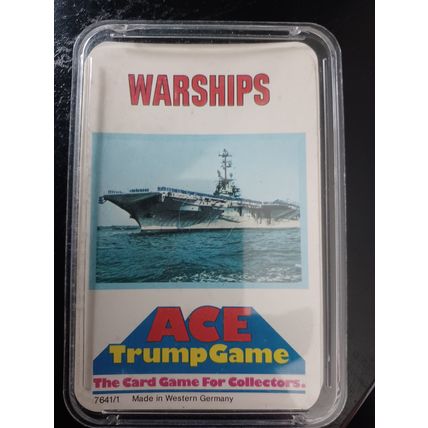 WARSHIPS
ACE
TrumpGame
The Card Game For Collectors.
7641/1 Made in Western Germany